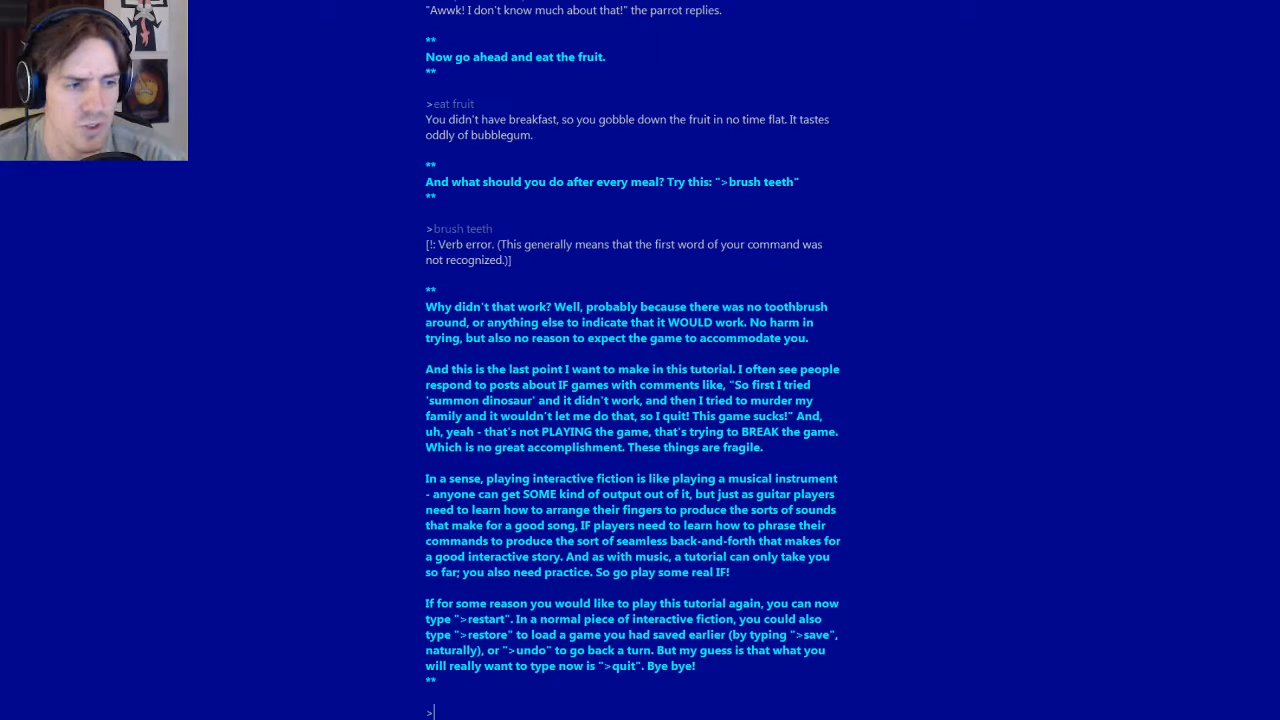 "Awwk! I don't know much about that!" the parrot replies.
**
Now go ahead and eat the fruit.
**
>eat fruit
You didn't have breakfast, so you gobble down the fruit in no time flat. It tastes
oddly of bubblegum.
**
And what should you do after every meal? Try this: ">brush teeth"
**
>brush teeth
[!: Verb error. (This generally means that the first word of your command was
not recognized.)]
**
Why didn't that work? Well, probably because there was no toothbrush
around, or anything else to indicate that it WOULD work. No harm in
trying, but also no reason to expect the game to accommodate you.
And this is the last point I want to make in this tutorial. I often see people
respond to posts about IF games with comments like, "So first I tried
'summon dinosaur' and it didn't work, and then I tried to murder my
family and it wouldn't let me do that, so I quit! This game sucks!" And,
uh, yeah - that's not PLAYING the game, that's trying to BREAK the game.
Which is no great accomplishment. These things are fragile.
In a sense, playing interactive fiction is like playing a musical instrument
- anyone can get SOME kind of output out of it, but just as guitar players
need to learn how to arrange their fingers to produce the sorts of sounds
that make for a good song, IF players need to learn how to phrase their
commands to produce the sort of seamless back-and-forth that makes for
a good interactive story. And as with music, a tutorial can only take you
so far; you also need practice. So go play some real IF!
If for some reason you would like to play this tutorial again, you can now
type ">restart". In a normal piece of interactive fiction, you could also
type ">restore" to load a game you had saved earlier (by typing ">save",
naturally), or ">undo" to go back a turn. But my guess is that what you
will really want to type now is ">quit". Bye bye!
**
>